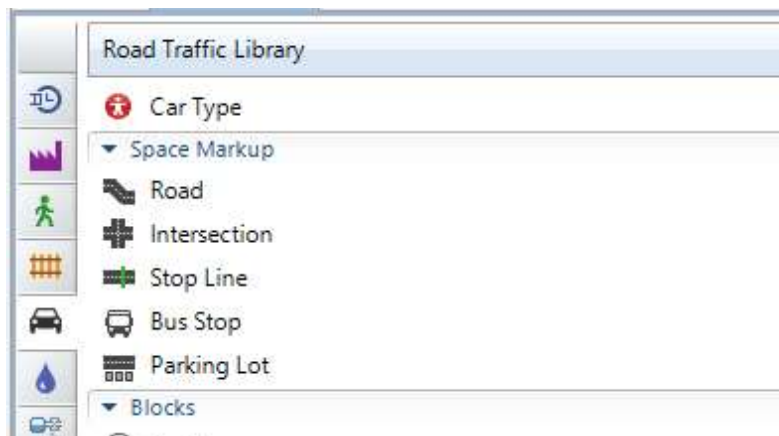 Road Traffic Library
Car Type
Space Markup
Road
Intersection
Stop Line
Bus Stop
Parking Lot
Blocks